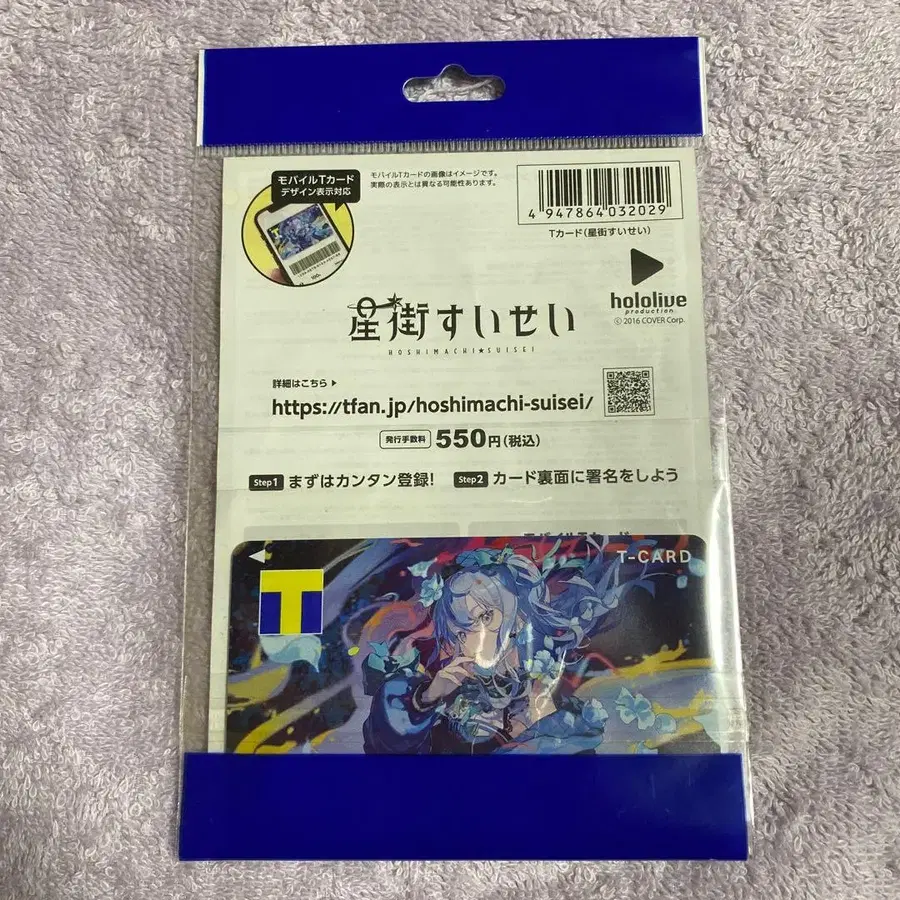 モバイルTカード
デザイン表示対応
モバイルTカードの画像はイメージです。
実際の表示とは異なる可能性あります。
4 947864 032029
Tカード(星街すいせい)
hololive
production
© 2016 COVER Corp.
星街すいせい
HOSHIMACHI★SUISEI
詳細はこちら▶
https://tfan.jp/hoshimachi-suisei/
発行手数料 550円(税込)
Step1 まずはカンタン登録!
Step2 カード裏面に署名をしよう
T-CARD
T